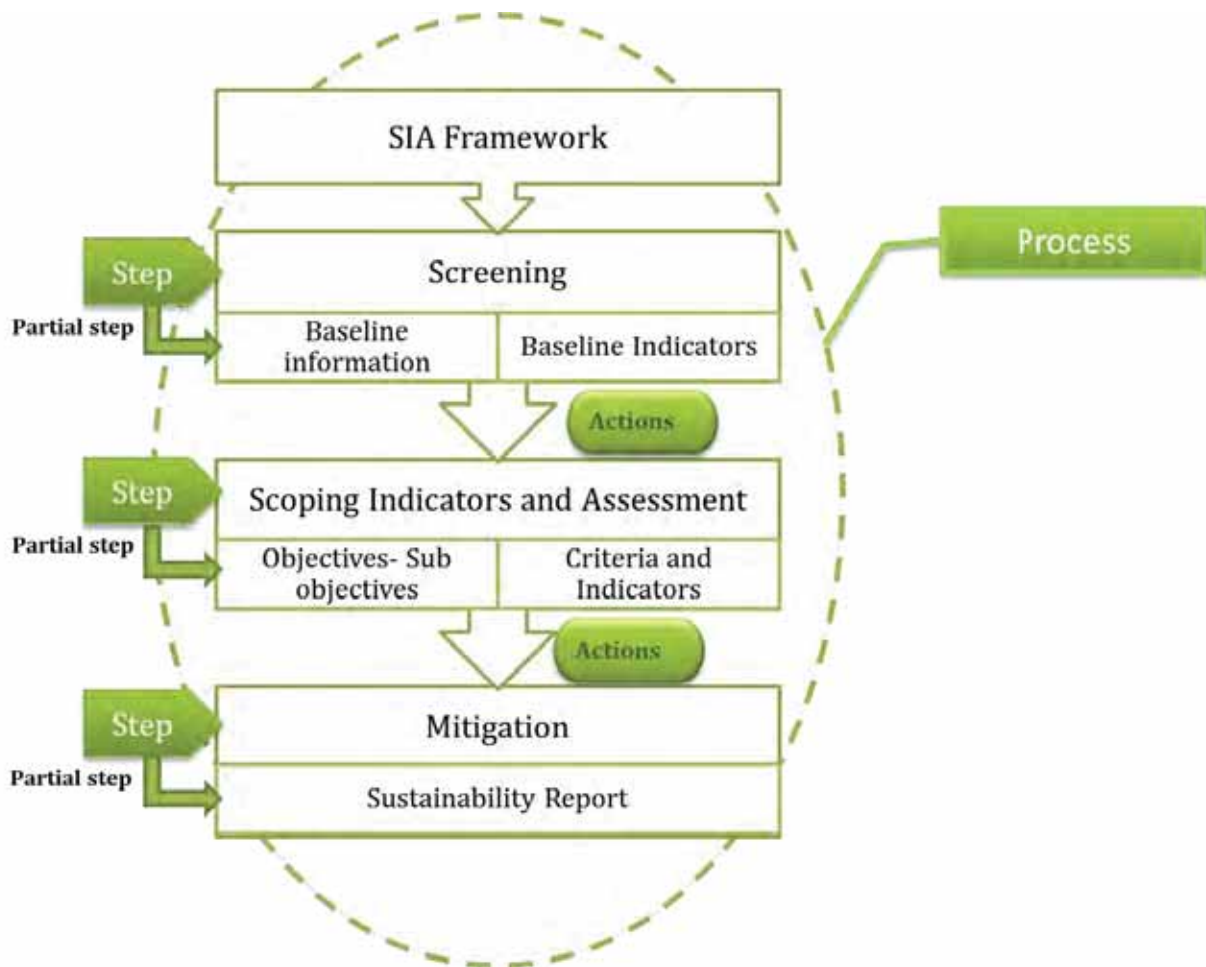 SIA Framework
Process
Step
Screening
Partial step
Baseline
information
Baseline Indicators
Actions
Step
Scoping Indicators and Assessment
Partial step
Objectives- Sub
objectives
Criteria and
Indicators
Actions
Step
Mitigation
Partial step
Sustainability Report